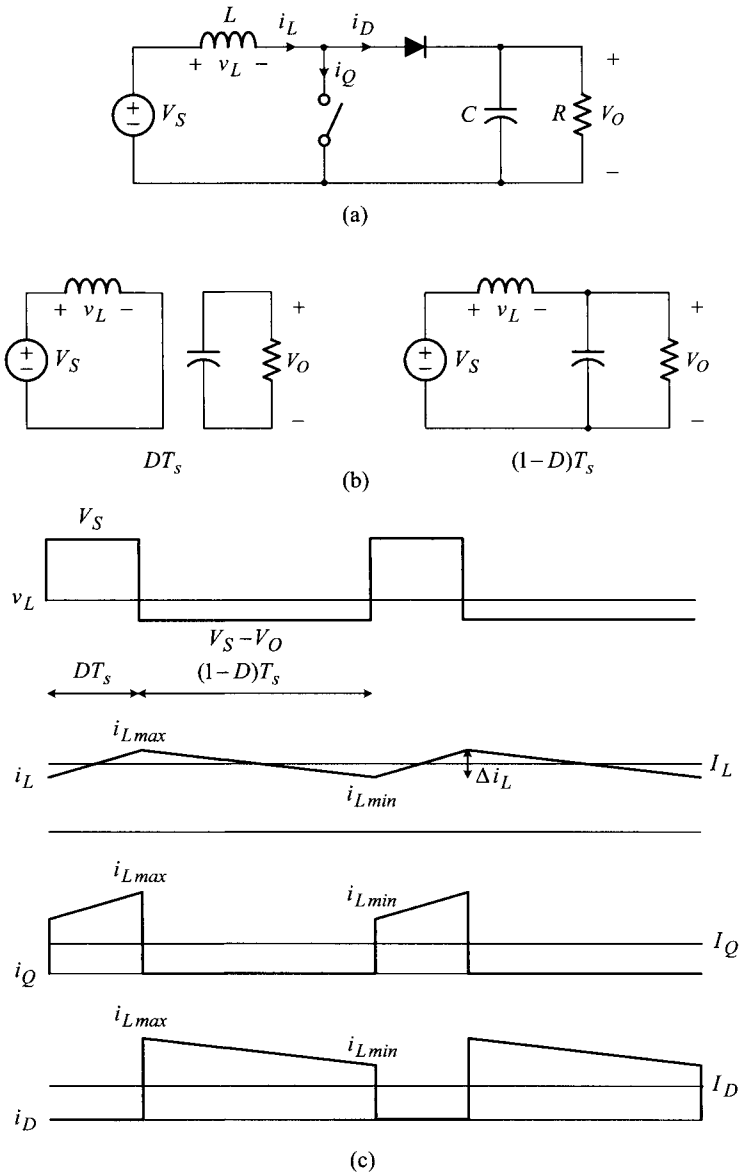 L
i_L
i_D
+ v_L −
i_Q
+
V_S
C
R
V_O
+
−
−
(a)
+ v_L −
+
V_S
V_O
+
−
−
DT_s
+ v_L −
+
V_S
V_O
+
−
−
(1−D)T_s
(b)
V_S
v_L
V_S−V_O
DT_s
(1−D)T_s
i_Lmax
i_L
I_L
Δi_L
i_Lmin
i_Lmax
i_Lmin
I_Q
i_Q
i_Lmax
i_Lmin
I_D
i_D
(c)